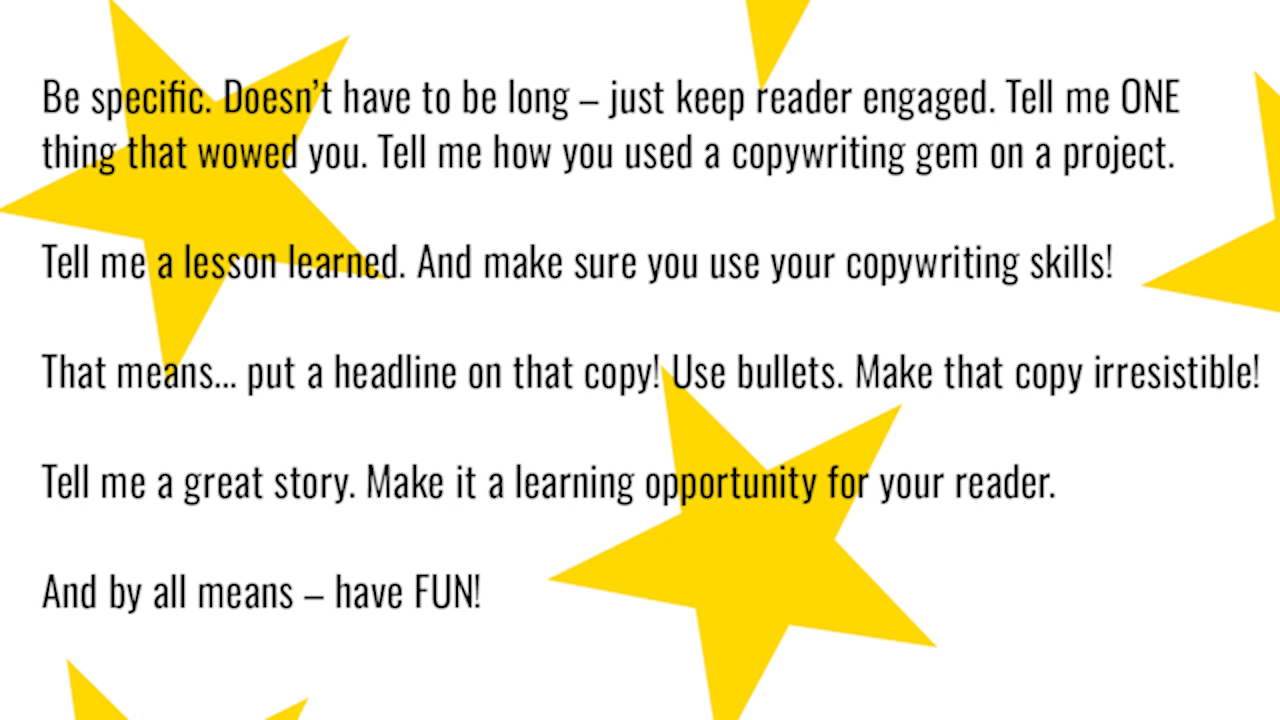 Be specific. Doesn’t have to be long – just keep reader engaged. Tell me ONE
thing that wowed you. Tell me how you used a copywriting gem on a project.
Tell me a lesson learned. And make sure you use your copywriting skills!
That means... put a headline on that copy! Use bullets. Make that copy irresistible!
Tell me a great story. Make it a learning opportunity for your reader.
And by all means – have FUN!